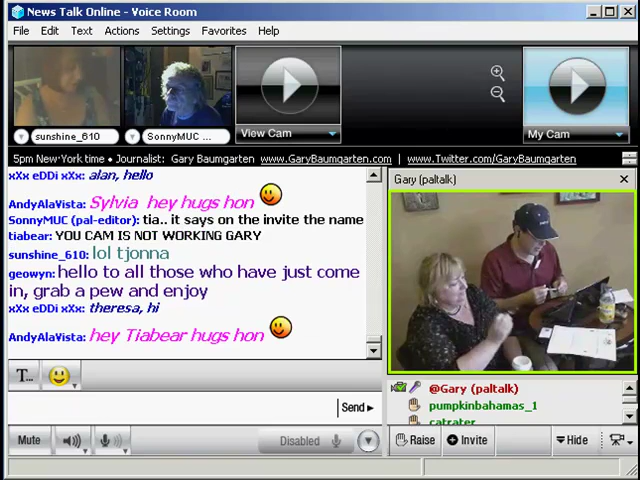 News Talk Online - Voice Room
File Edit Text Actions Settings Favorites Help
sunshine_610
SonnyMUC ...
View Cam
My Cam
5pm New York time • Journalist: Gary Baumgarten www.GaryBaumgarten.com | www.Twitter.com/GaryBaumgarten
xXx eDDi xXx: alan, hello
AndyAlaVista: Sylvia hey hugs hon
SonnyMUC (pal-editor): tia.. it says on the invite the name
tiabear: YOU CAM IS NOT WORKING GARY
sunshine_610: lol tjonna
geowyn: hello to all those who have just come
in, grab a pew and enjoy
xXx eDDi xXx: theresa, hi
AndyAlaVista: hey Tiabear hugs hon
T...
Send
Mute
Disabled
Gary (paltalk)
@Gary (paltalk)
pumpkinbahamas_1
catrater
Raise Invite Hide